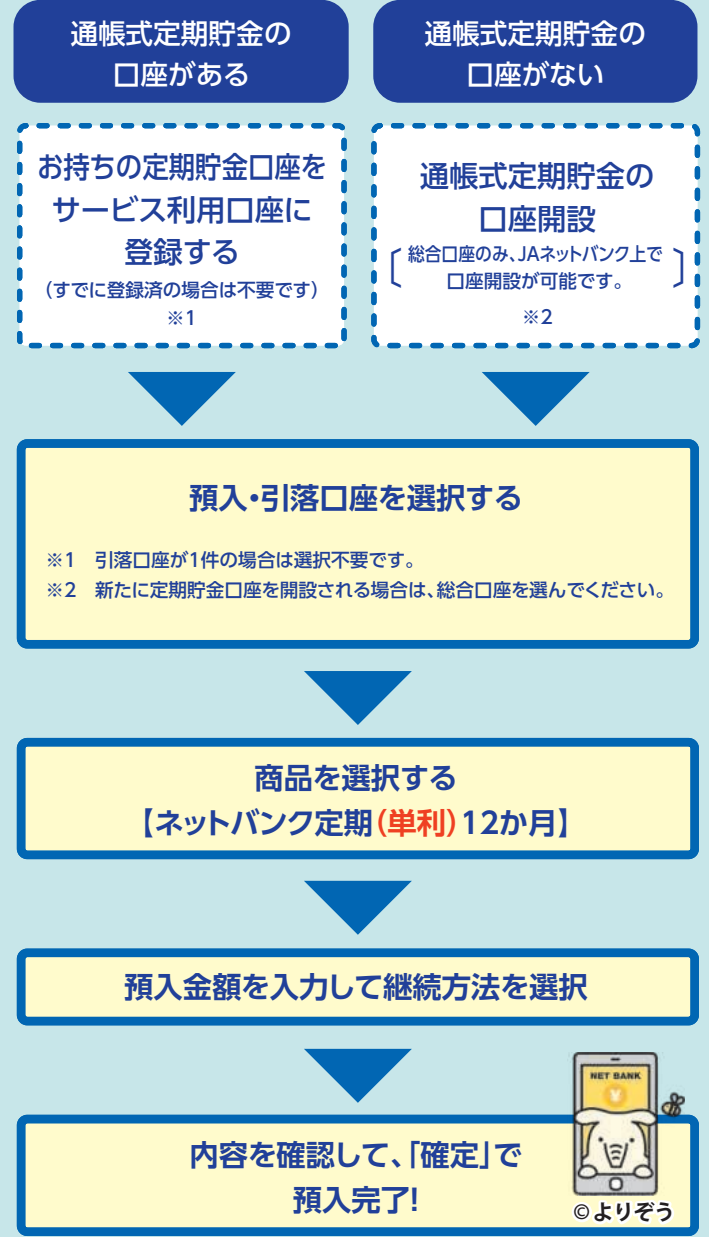 通帳式定期貯金の
口座がある
通帳式定期貯金の
口座がない
お持ちの定期貯金口座を
サービス利用口座に
登録する
(すでに登録済の場合は不要です)
※1
通帳式定期貯金の
口座開設
〔総合口座のみ、JAネットバンク上で
口座開設が可能です。〕
※2
預入・引落口座を選択する
※1 引落口座が1件の場合は選択不要です。
※2 新たに定期貯金口座を開設される場合は、総合口座を選んでください。
商品を選択する
【ネットバンク定期(単利)12か月】
預入金額を入力して継続方法を選択
NET BANK
¥
内容を確認して、「確定」で
預入完了!
©よりぞう